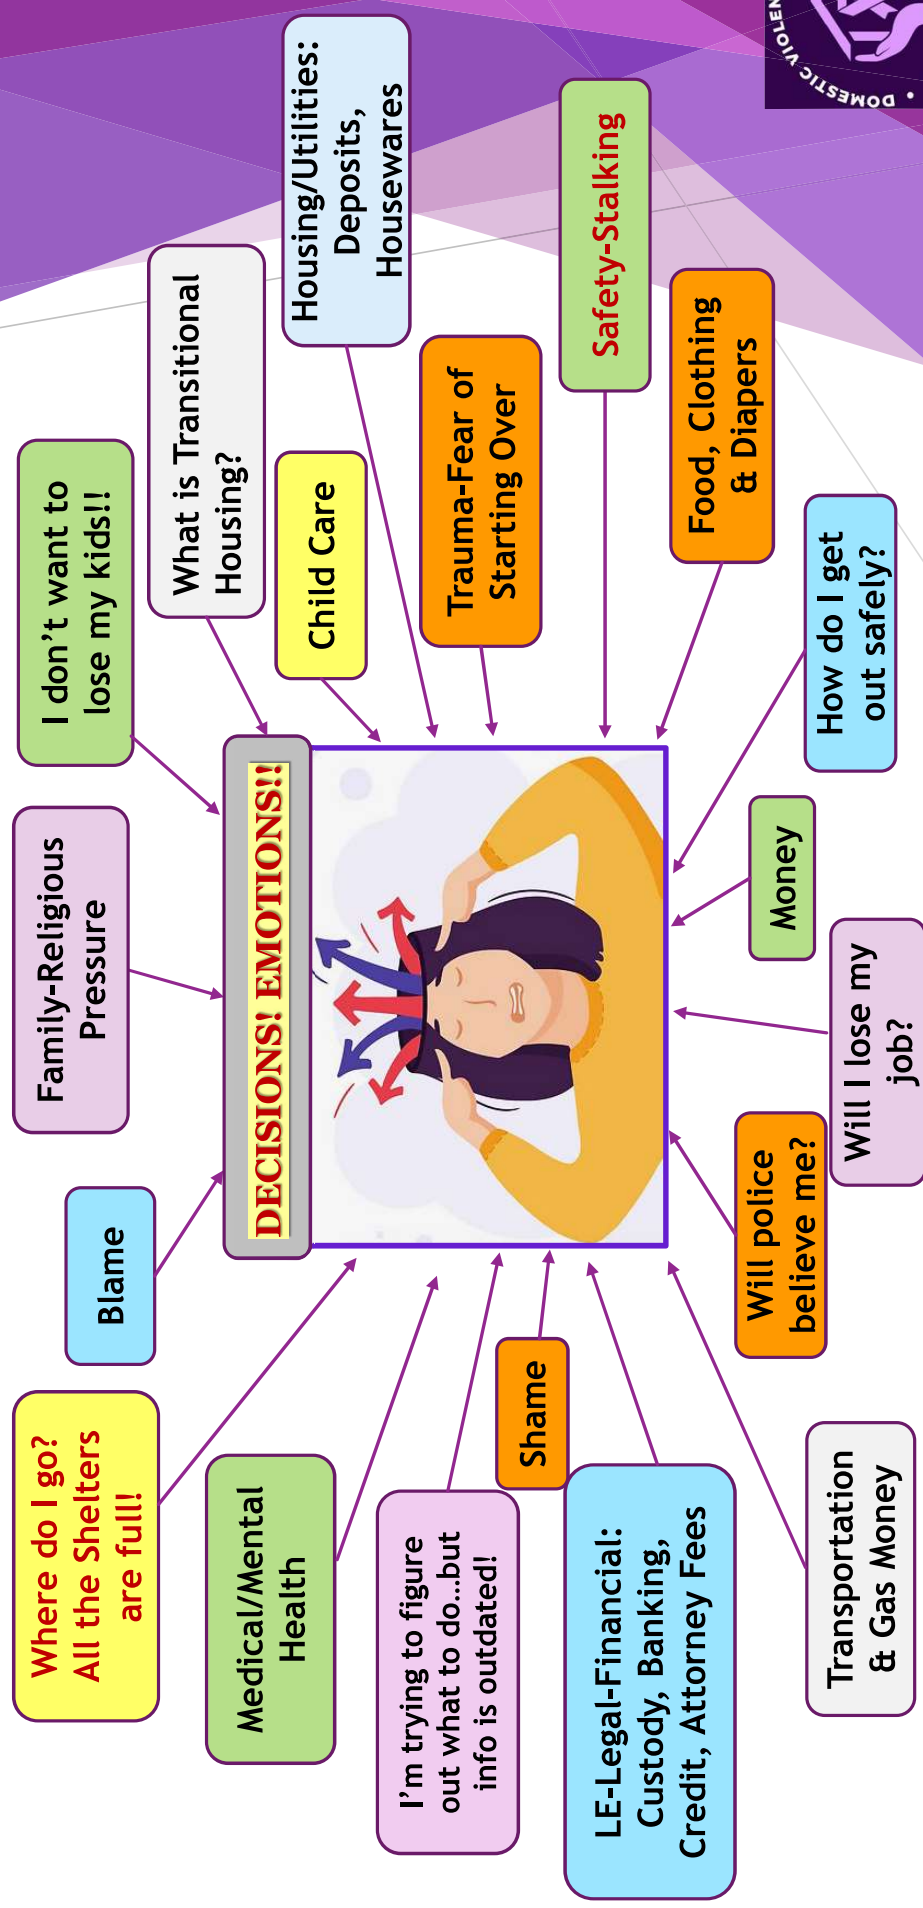 Where do I go?
All the Shelters
are full!
Blame
Family-Religious
Pressure
I don’t want to
lose my kids!!
What is Transitional
Housing?
Housing/Utilities:
Deposits,
Housewares
Child Care
DECISIONS! EMOTIONS!!
Medical/Mental
Health
Trauma-Fear of
Starting Over
I’m trying to figure
out what to do...but
info is outdated!
Shame
Safety-Stalking
LE-Legal-Financial:
Custody, Banking,
Credit, Attorney Fees
Food, Clothing
& Diapers
Will police
believe me?
Money
How do I get
out safely?
Transportation
& Gas Money
Will I lose my
job?
• DOMESTIC